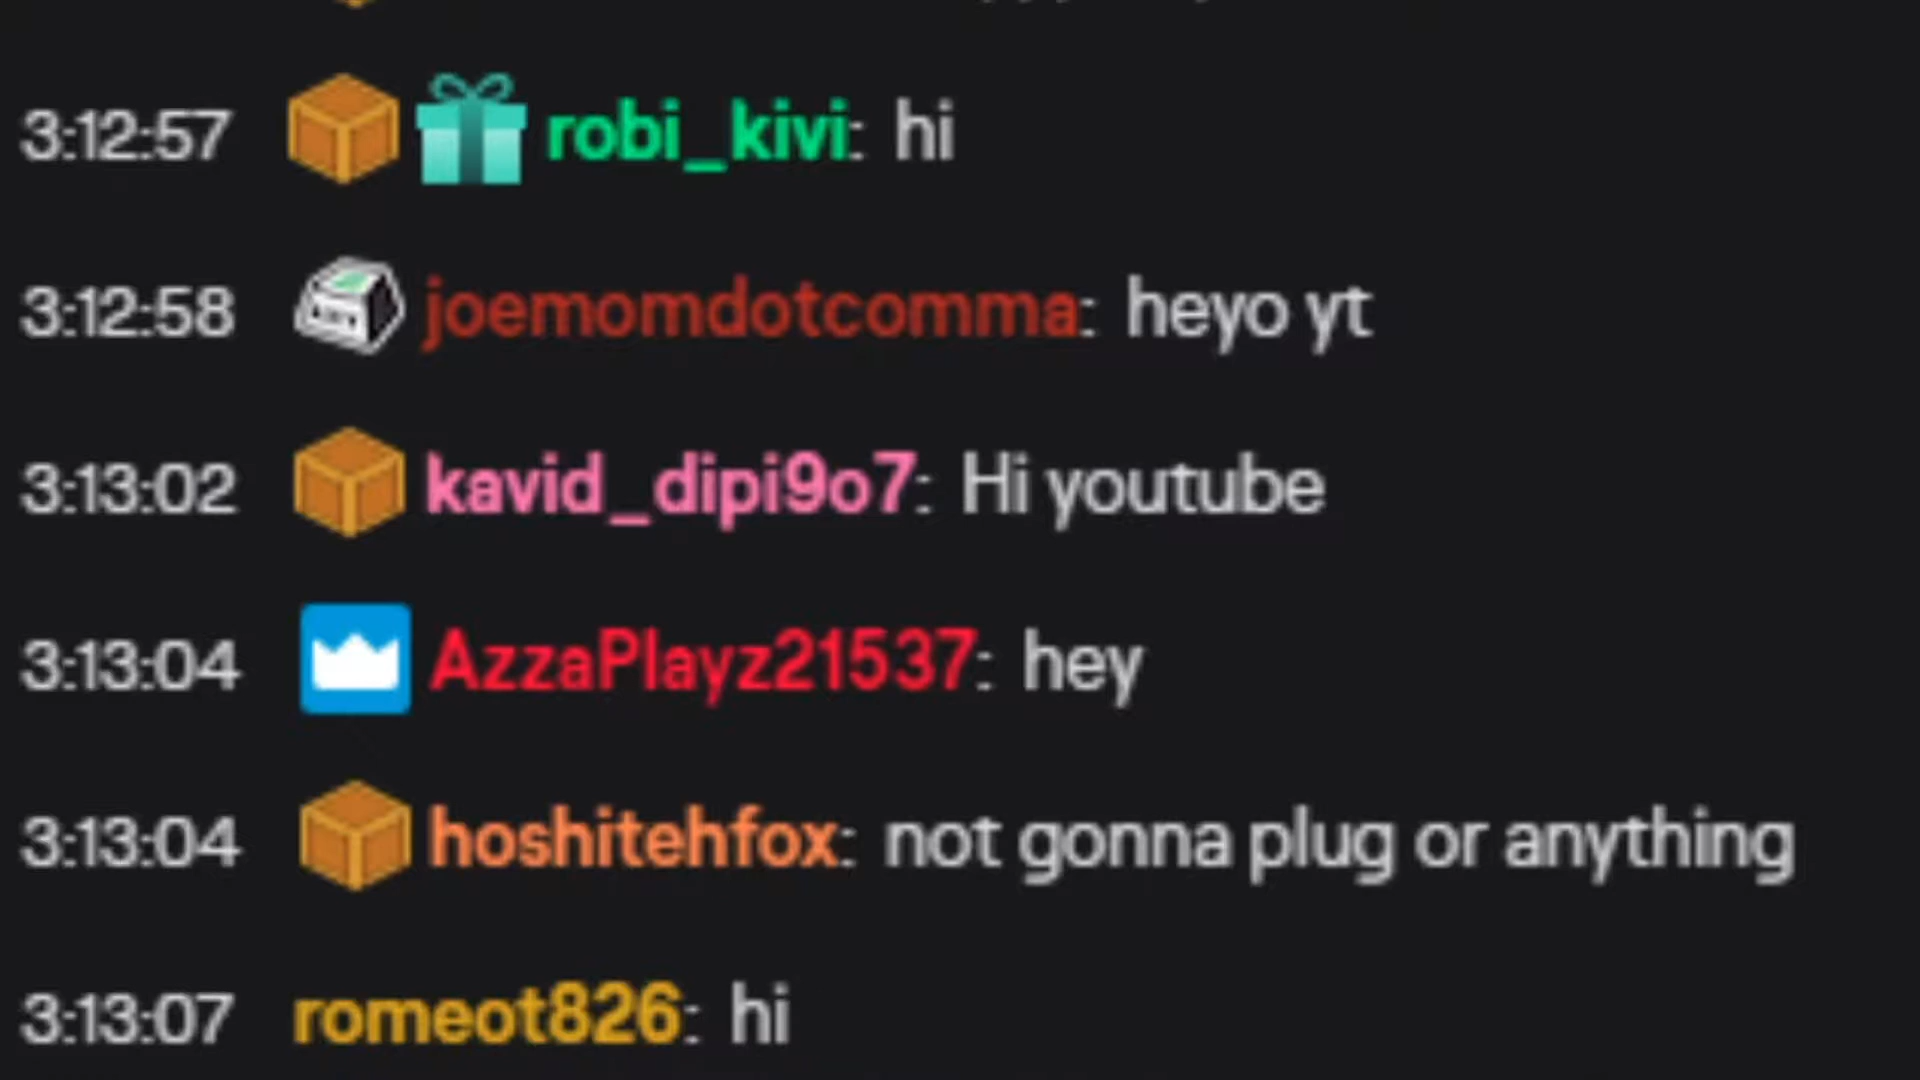 3:12:57 robi_kivi: hi
3:12:58 joemomdotcomma: heyo yt
3:13:02 kavid_dipi9o7: Hi youtube
3:13:04 AzzaPlayz21537: hey
3:13:04 hoshitehfox: not gonna plug or anything
3:13:07 romeot826: hi